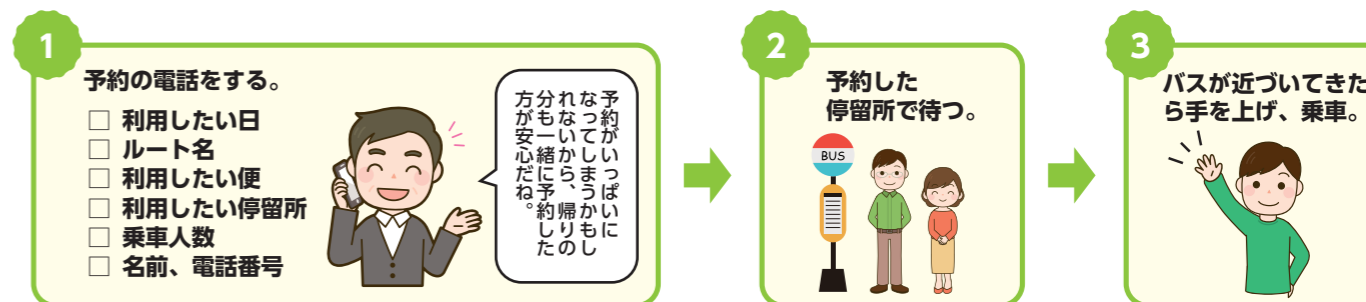 1
予約の電話をする。
□ 利用したい日
□ ルート名
□ 利用したい便
□ 利用したい停留所
□ 乗車人数
□ 名前、電話番号
予約がいっぱいに
なってしまうかもし
れないから、帰りの
分も一緒に予約した
方が安心だね。
2
予約した
停留所で待つ。
BUS
3
バスが近づいてきた
ら手を上げ、乗車。